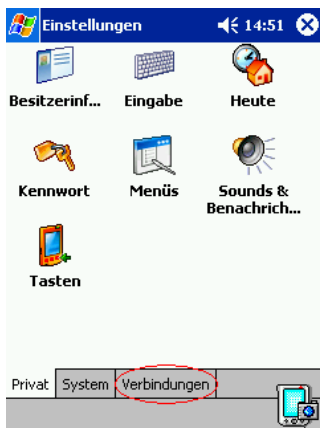 Einstellungen 14:51
Besitzerinf... Eingabe Heute
Kennwort Menüs Sounds &
Benachrich...
Tasten
Privat System Verbindungen